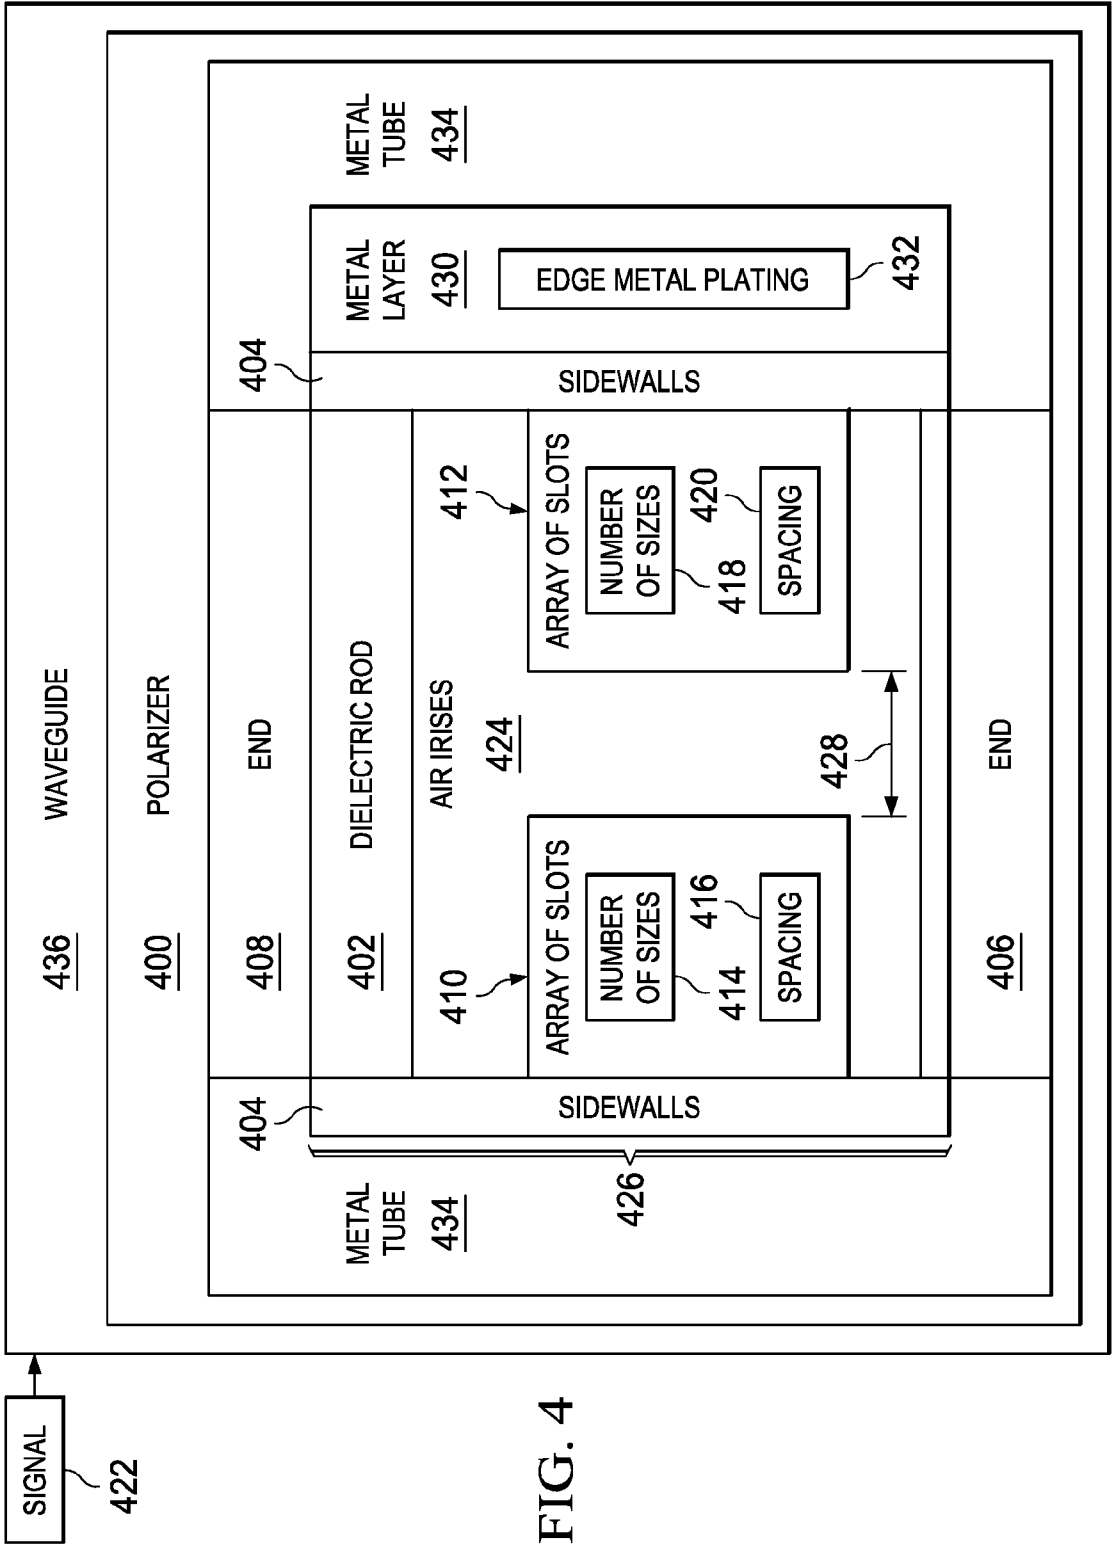 SIGNAL
422
436
WAVEGUIDE
400
POLARIZER
408
END
404
404
METAL
TUBE
434
402
DIELECTRIC ROD
METAL
LAYER
430
METAL
TUBE
434
AIR IRISES
424
410
412
SIDEWALLS
ARRAY OF SLOTS
NUMBER
OF SIZES
414
416
SPACING
ARRAY OF SLOTS
NUMBER
OF SIZES
418
420
SPACING
SIDEWALLS
EDGE METAL PLATING
432
426
428
406
END
FIG. 4